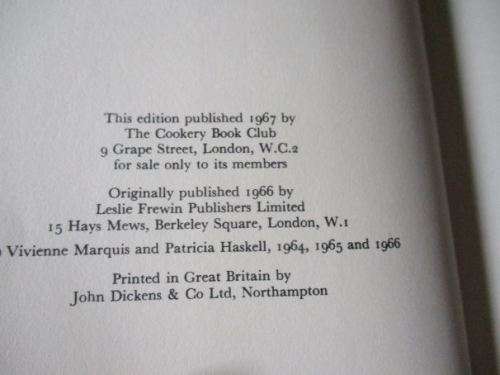 This edition published 1967 by
The Cookery Book Club
9 Grape Street, London, W.C.2
for sale only to its members
Originally published 1966 by
Leslie Frewin Publishers Limited
15 Hays Mews, Berkeley Square, London, W.1
Vivienne Marquis and Patricia Haskell, 1964, 1965 and 1966
Printed in Great Britain by
John Dickens & Co Ltd, Northampton